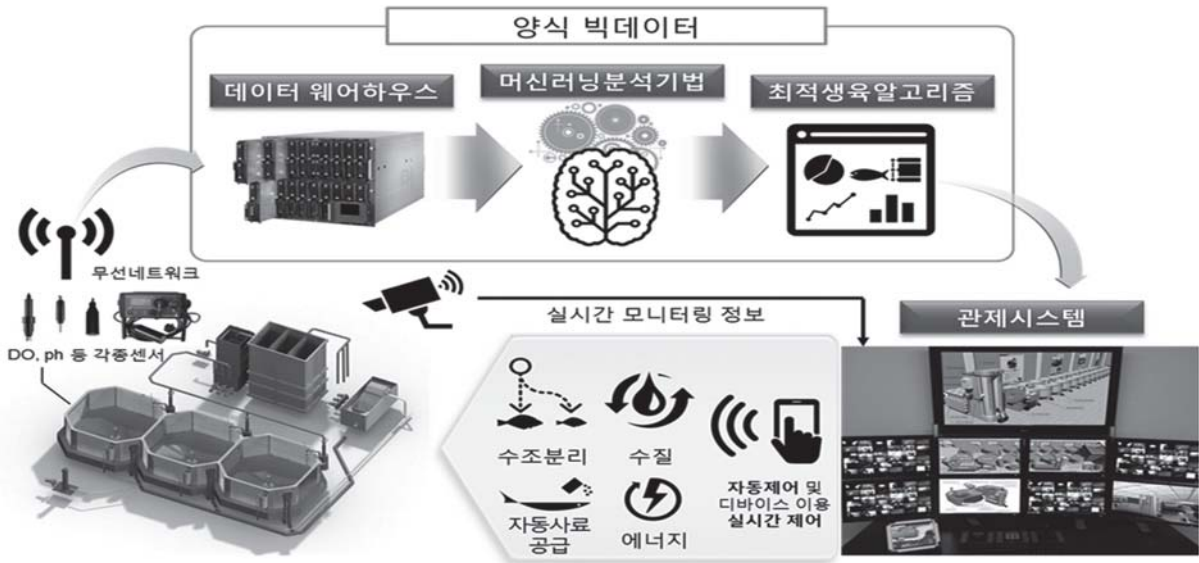 양식 빅데이터
데이터 웨어하우스
머신러닝분석기법
최적생육알고리즘
무선네트워크
DO, ph 등 각종센서
실시간 모니터링 정보
관제시스템
수조분리
수질
자동사료
공급
에너지
자동제어 및
디바이스 이용
실시간 제어